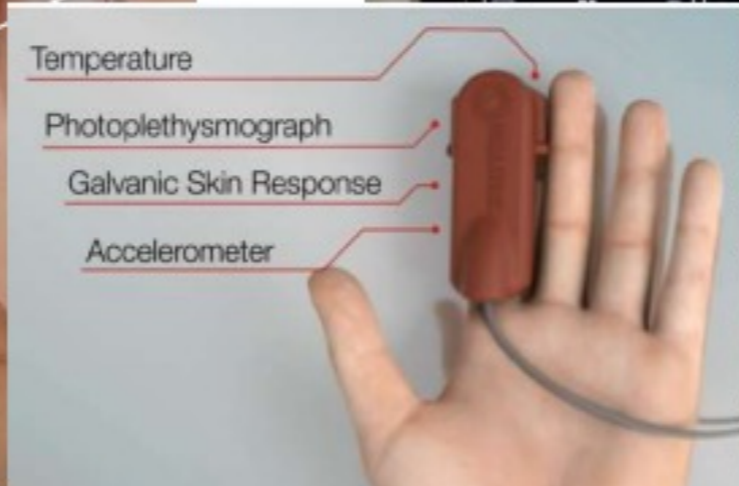 Temperature
Photoplethysmograph
Galvanic Skin Response
Accelerometer